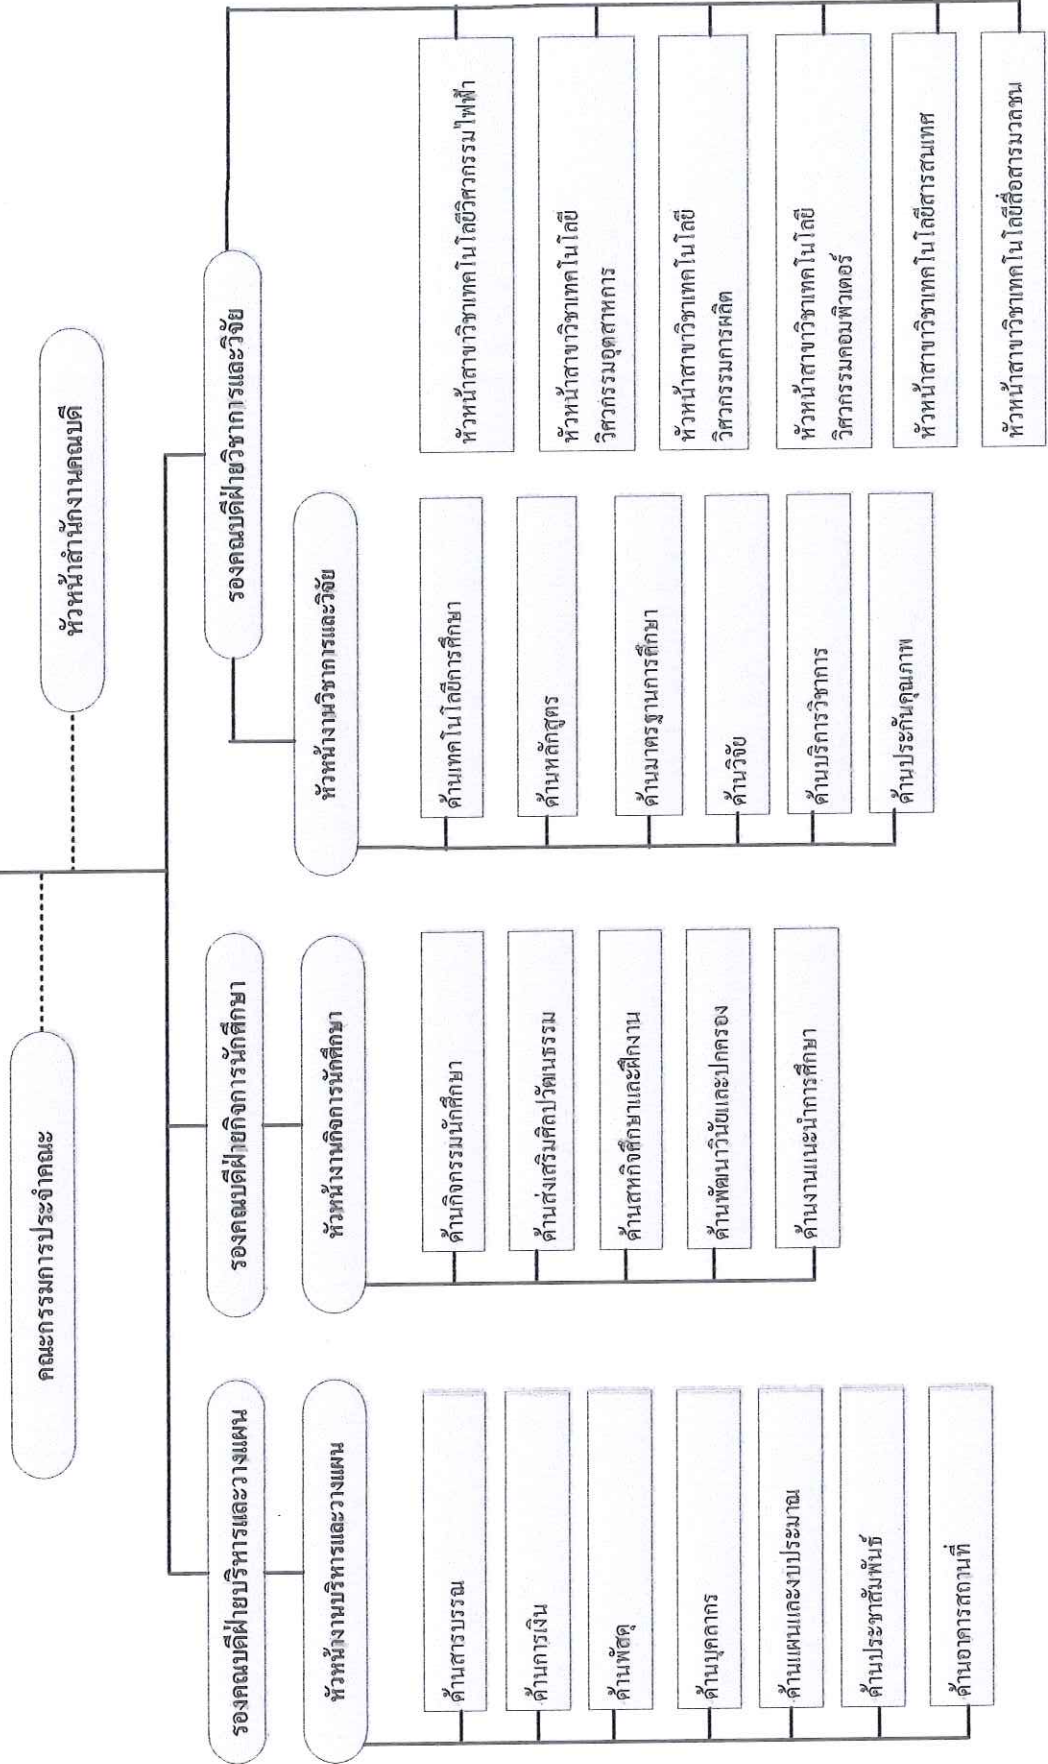 คณะกรรมการประจำคณะ
หัวหน้าสำนักงานคณบดี
รองคณบดีฝ่ายบริหารและวางแผน
หัวหน้างานบริหารและวางแผน
ด้านสารบรรณ
ด้านการเงิน
ด้านพัสดุ
ด้านบุคลากร
ด้านแผนและงบประมาณ
ด้านประชาสัมพันธ์
ด้านอาคารสถานที่
รองคณบดีฝ่ายกิจการนักศึกษา
หัวหน้างานกิจการนักศึกษา
ด้านกิจกรรมนักศึกษา
ด้านส่งเสริมศิลปวัฒนธรรม
ด้านสหกิจศึกษาและฝึกงาน
ด้านพัฒนาวินัยและปกครอง
ด้านงานแนะนำการศึกษา
รองคณบดีฝ่ายวิชาการและวิจัย
หัวหน้างานวิชาการและวิจัย
ด้านเทคโนโลยีการศึกษา
ด้านหลักสูตร
ด้านมาตรฐานการศึกษา
ด้านวิจัย
ด้านบริการวิชาการ
ด้านประกันคุณภาพ
หัวหน้าสาขาวิชาเทคโนโลยีวิศวกรรมไฟฟ้า
หัวหน้าสาขาวิชาเทคโนโลยี
วิศวกรรมอุตสาหการ
หัวหน้าสาขาวิชาเทคโนโลยี
วิศวกรรมการผลิต
หัวหน้าสาขาวิชาเทคโนโลยี
วิศวกรรมคอมพิวเตอร์
หัวหน้าสาขาวิชาเทคโนโลยีสารสนเทศ
หัวหน้าสาขาวิชาเทคโนโลยีสื่อสารมวลชน